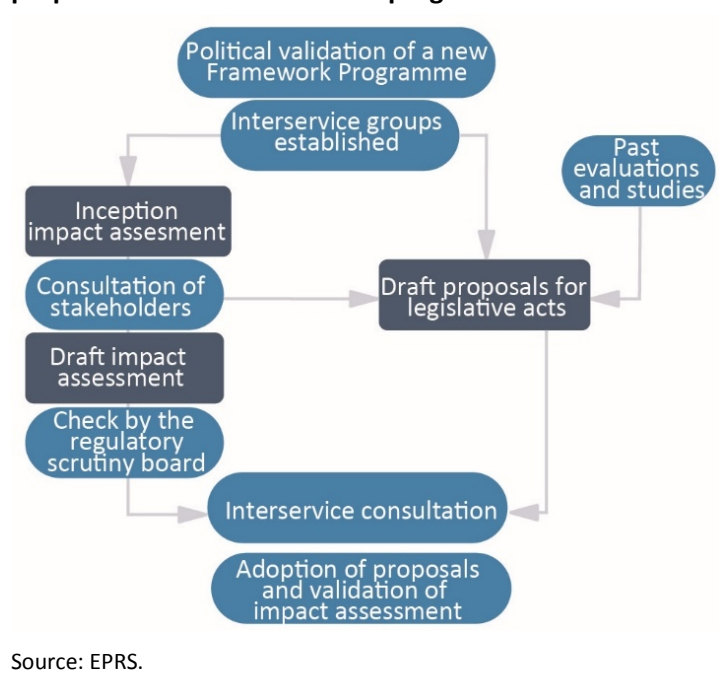 Political validation of a new
Framework Programme
Interservice groups
established
Past
evaluations
and studies
Inception
impact assesment
Consultation of
stakeholders
Draft proposals for
legislative acts
Draft impact
assessment
Check by the
regulatory
scrutiny board
Interservice consultation
Adoption of proposals
and validation of
impact assessment
Source: EPRS.